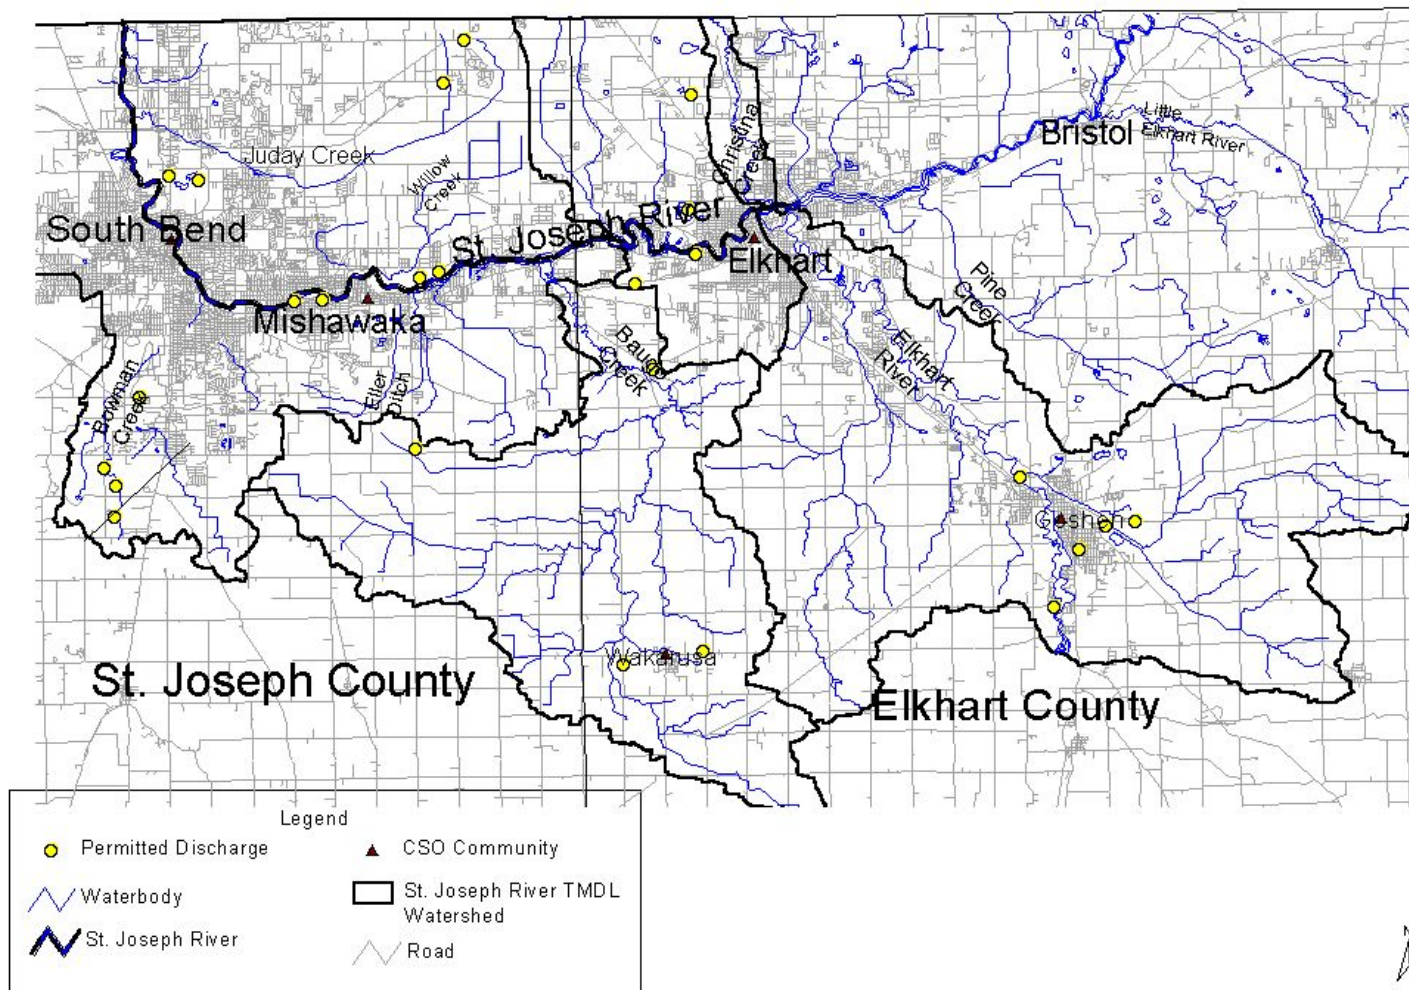 Juday Creek
Willow
Creek
Christina
Creek
Bristol
Little
Elkhart River
South Bend
St. Joseph River
Elkhart
Pine
Creek
Mishawaka
Bowman
Creek
Eller
Ditch
Baugo
Creek
Elkhart
River
Goshen
Wakarusa
St. Joseph County
Elkhart County
Legend
Permitted Discharge
CSO Community
Waterbody
St. Joseph River TMDL
Watershed
St. Joseph River
Road
N